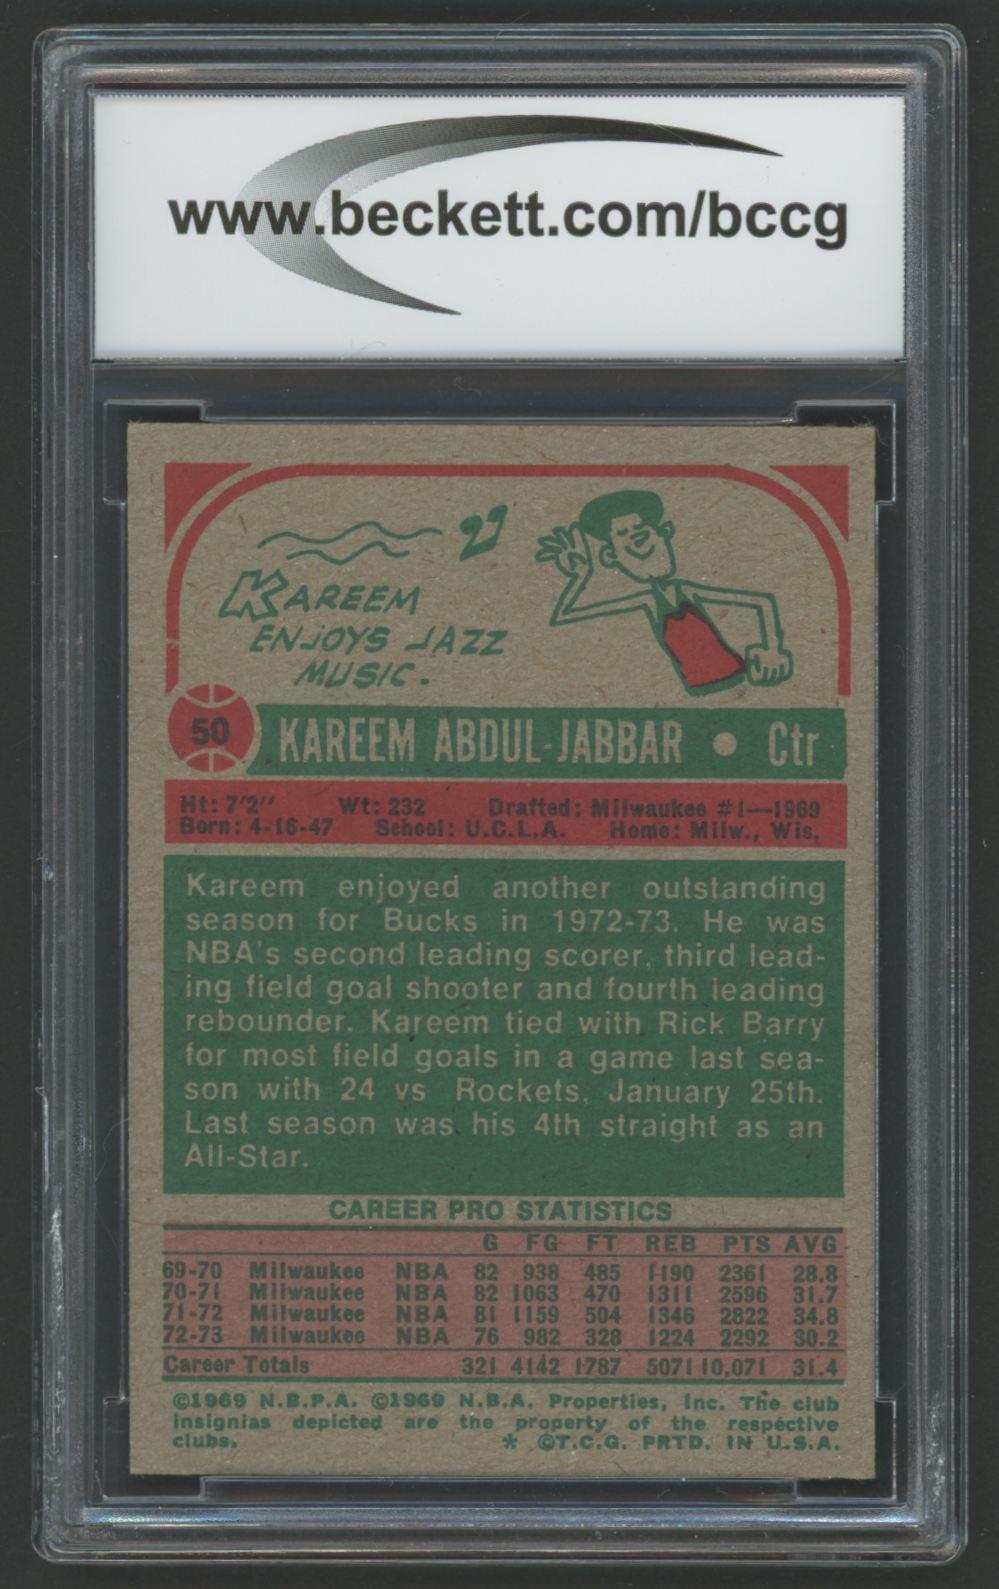 www.beckett.com/bccg
KAREEM
ENJOYS JAZZ
MUSIC.
50 KAREEM ABDUL-JABBAR • Ctr
Ht: 7'2" Wt: 232 Drafted: Milwaukee #1—1969
Born: 4-16-47 School: U.C.L.A. Home: Milw., Wis.
Kareem enjoyed another outstanding
season for Bucks in 1972-73. He was
NBA's second leading scorer, third lead-
ing field goal shooter and fourth leading
rebounder. Kareem tied with Rick Barry
for most field goals in a game last sea-
son with 24 vs Rockets, January 25th.
Last season was his 4th straight as an
All-Star.
CAREER PRO STATISTICS
G FG FT REB PTS AVG
69-70 Milwaukee NBA 82 938 485 1190 2361 28.8
70-71 Milwaukee NBA 82 1063 470 1311 2596 31.7
71-72 Milwaukee NBA 81 1159 504 1346 2822 34.8
72-73 Milwaukee NBA 76 982 328 1224 2292 30.2
Career Totals 321 4142 1787 5071 10,071 31.4
©1969 N.B.P.A. ©1969 N.B.A. Properties, Inc. The club
insignias depicted are the property of the respective
clubs. * ©T.C.G. PRTD. IN U.S.A.